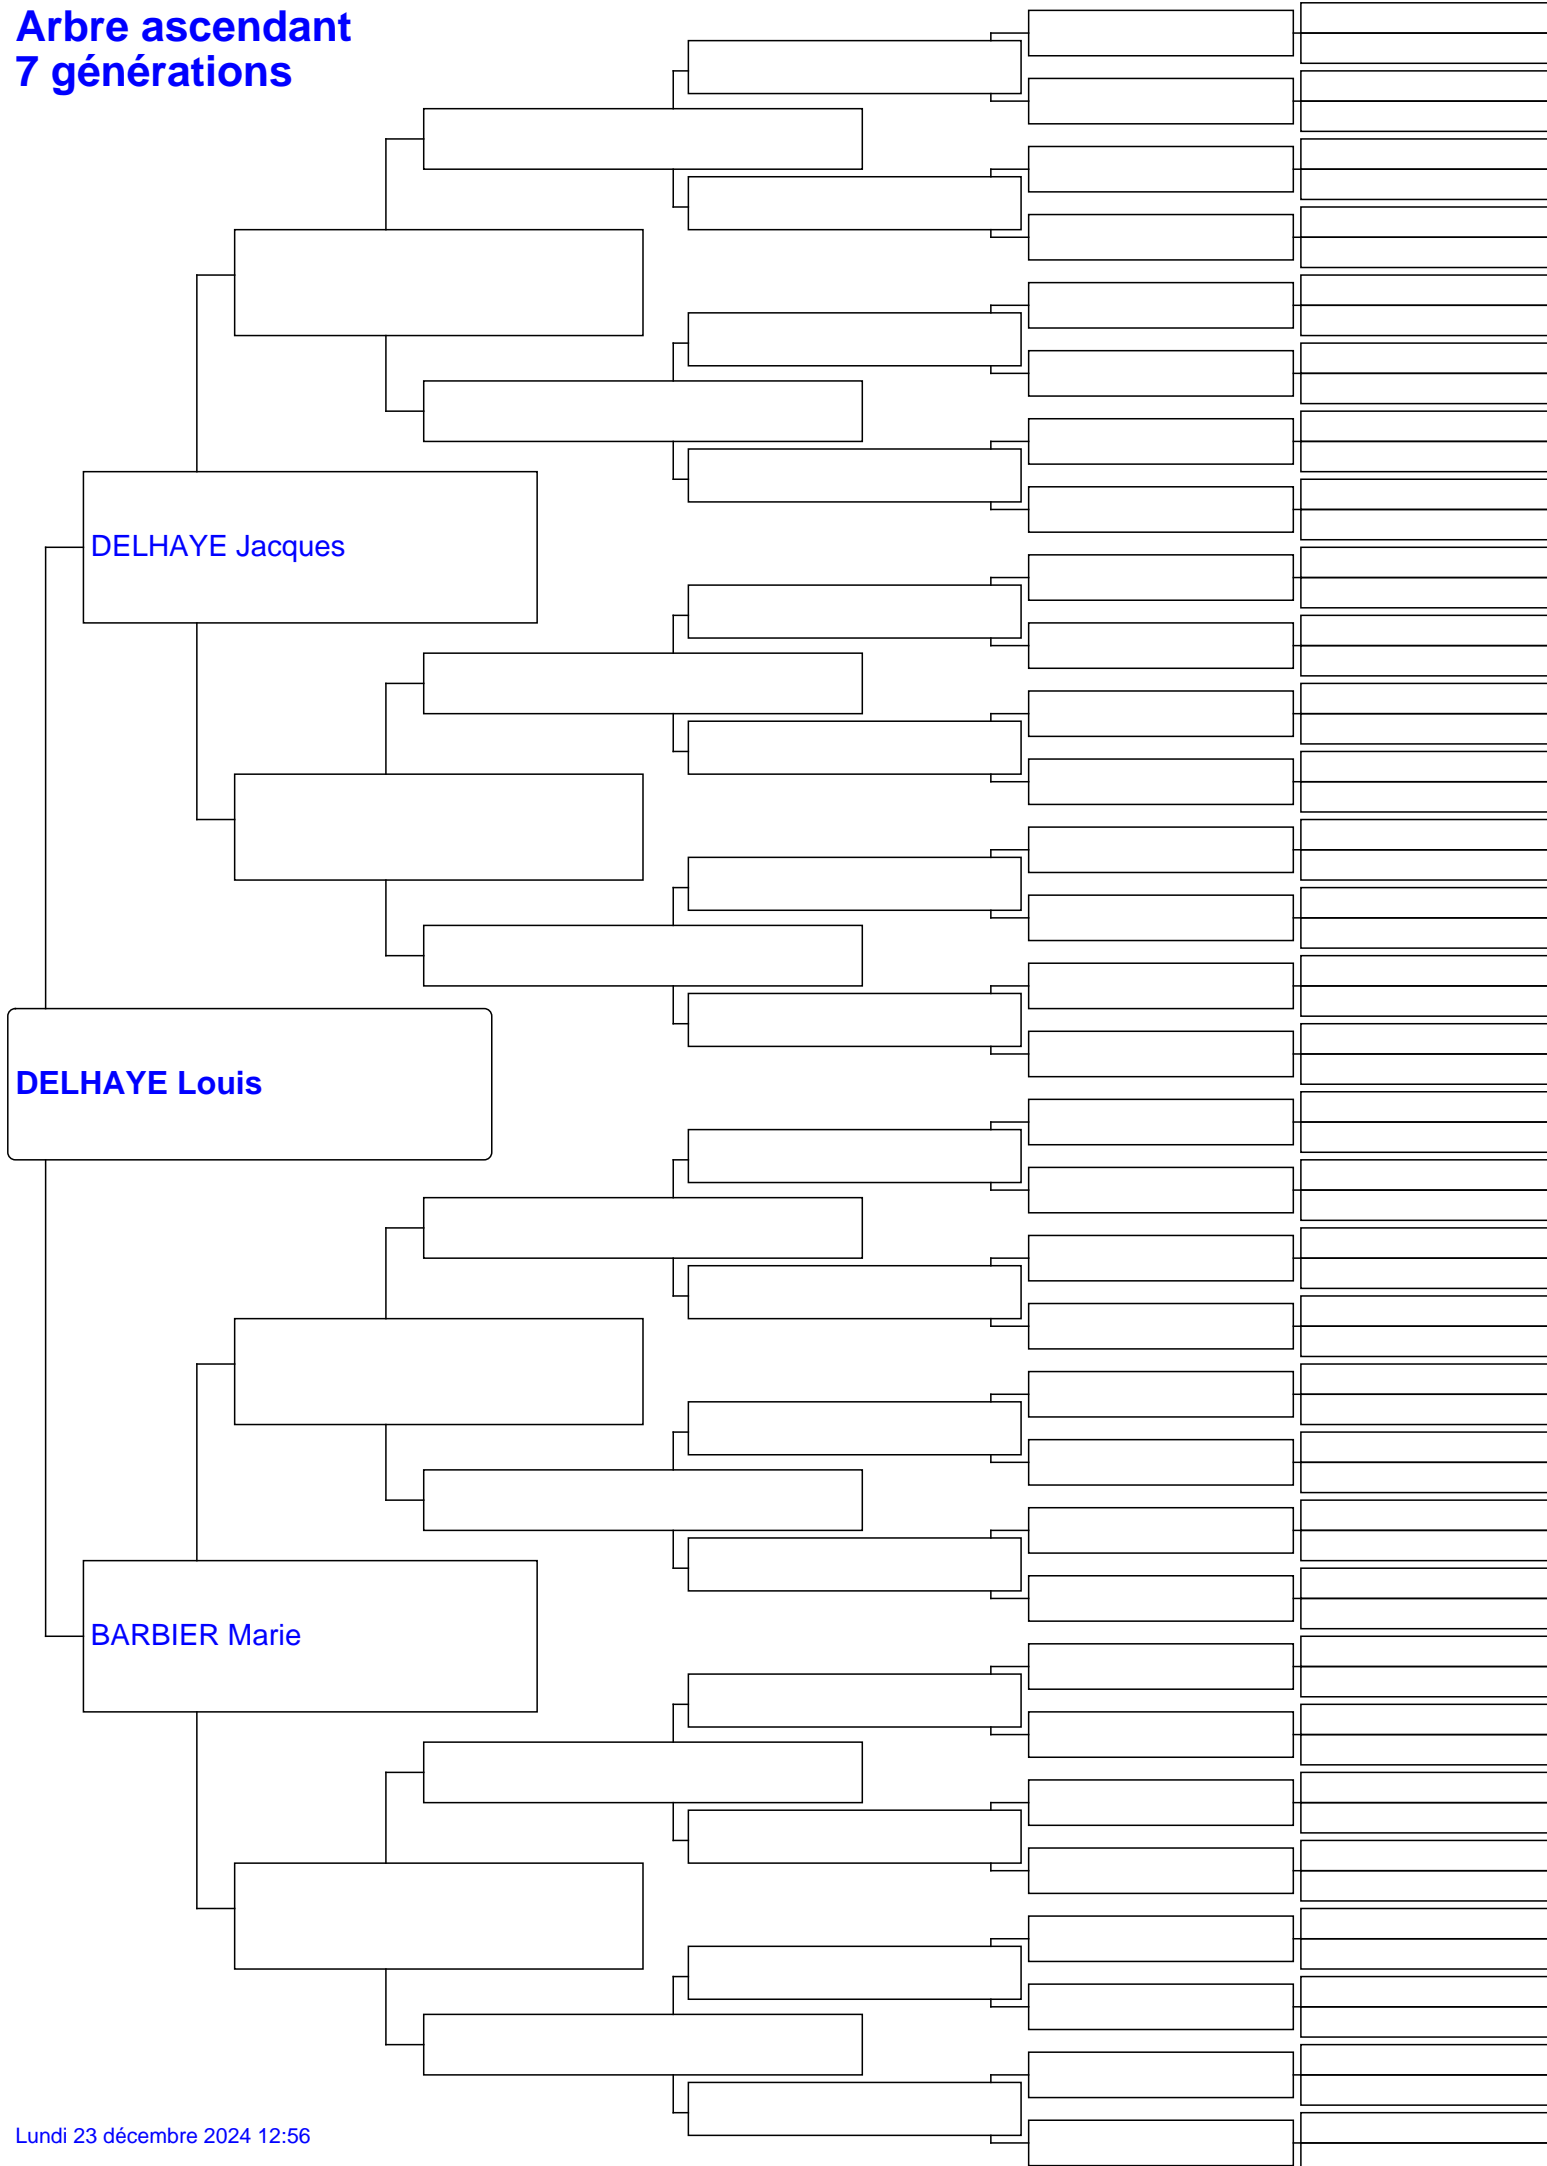 Arbre ascendant
7 générations
DELHAYE Jacques
DELHAYE Louis
BARBIER Marie
Lundi 23 décembre 2024 12:56